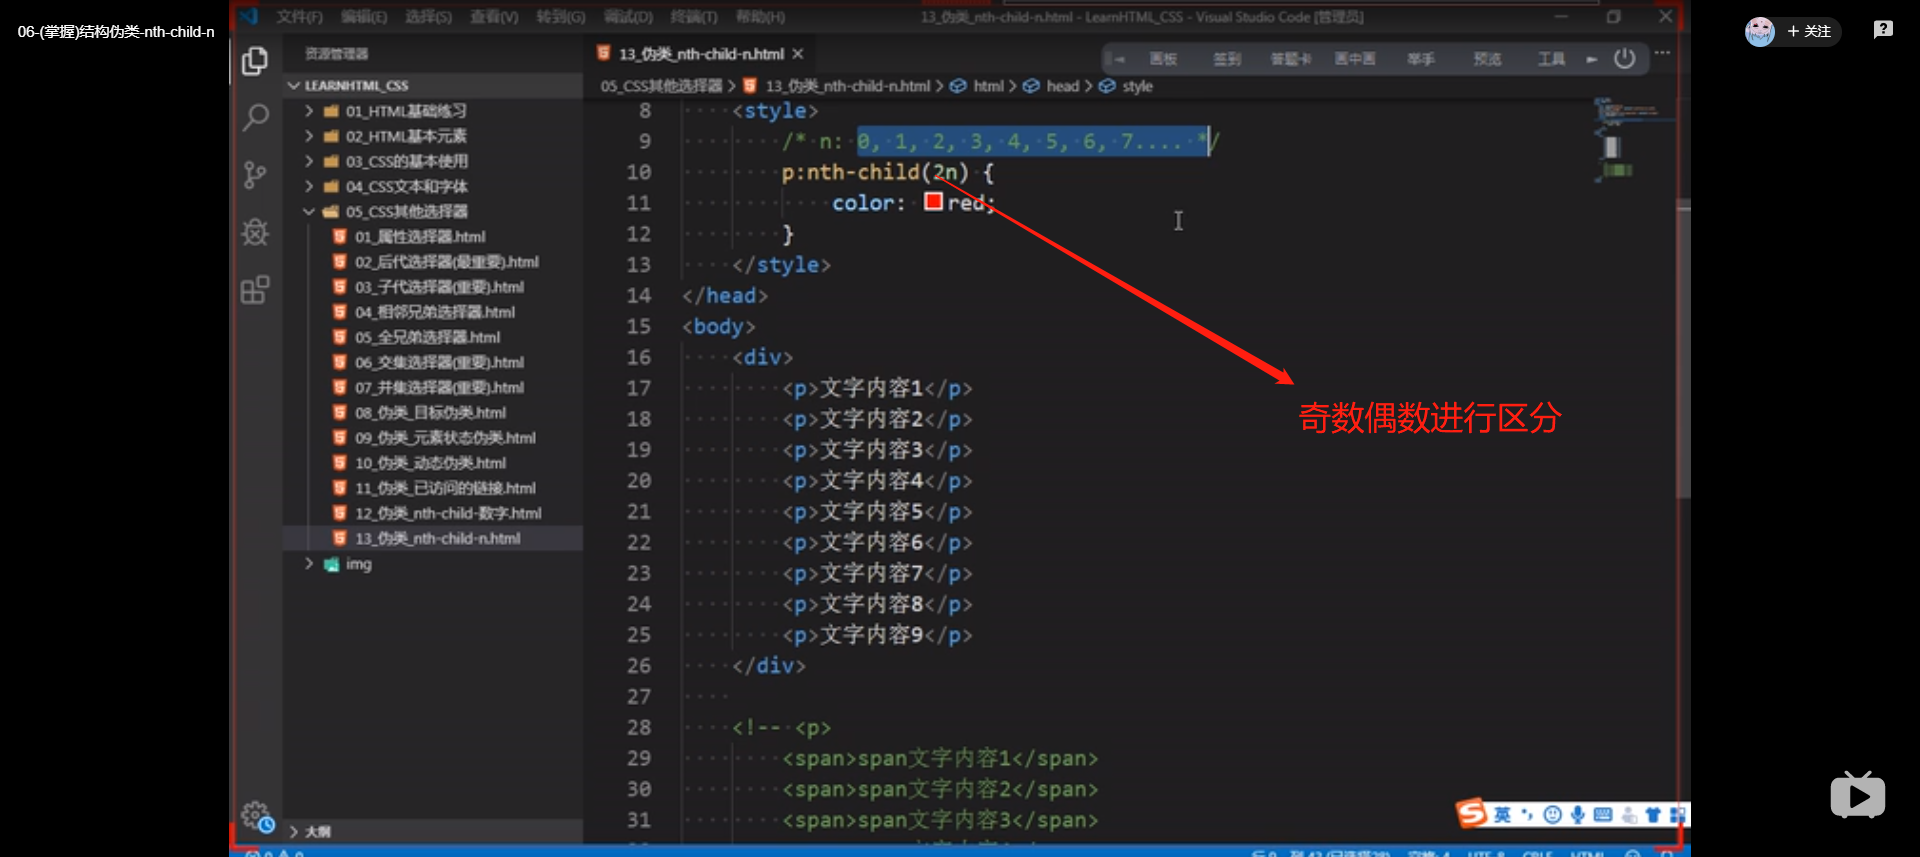 06-(掌握)结构伪类-nth-child-n
文件(F) 编辑(E) 选择(S) 查看(V) 转到(G) 调试(D) 终端(T) 帮助(H)
13_伪类_nth-child-n.html - LearnHTML_CSS - Visual Studio Code [管理员]
+ 关注
资源管理器
13_伪类_nth-child-n.html
画板 签到 答题卡 画中画 举手 预览 工具
LEARNHTML_CSS
05_CSS其他选择器 > 13_伪类_nth-child-n.html > html > head > style
01_HTML基础练习
02_HTML基本元素
03_CSS的基本使用
04_CSS文本和字体
05_CSS其他选择器
01_属性选择器.html
02_后代选择器(最重要).html
03_子代选择器(重要).html
04_相邻兄弟选择器.html
05_全兄弟选择器.html
06_交集选择器(重要).html
07_并集选择器(重要).html
08_伪类_目标伪类.html
09_伪类_元素状态伪类.html
10_伪类_动态伪类.html
11_伪类_已访问的链接.html
12_伪类_nth-child-数字.html
13_伪类_nth-child-n.html
img
大纲
8 <style>
9 /* n: 0, 1, 2, 3, 4, 5, 6, 7.... */
10 p:nth-child(2n) {
11 color: red;
12 }
13 </style>
14 </head>
15 <body>
16 <div>
17 <p>文字内容1</p>
18 <p>文字内容2</p>
19 <p>文字内容3</p>
20 <p>文字内容4</p>
21 <p>文字内容5</p>
22 <p>文字内容6</p>
23 <p>文字内容7</p>
24 <p>文字内容8</p>
25 <p>文字内容9</p>
26 </div>
27
28 <!-- <p>
29 <span>span文字内容1</span>
30 <span>span文字内容2</span>
31 <span>span文字内容3</span>
奇数偶数进行区分
英